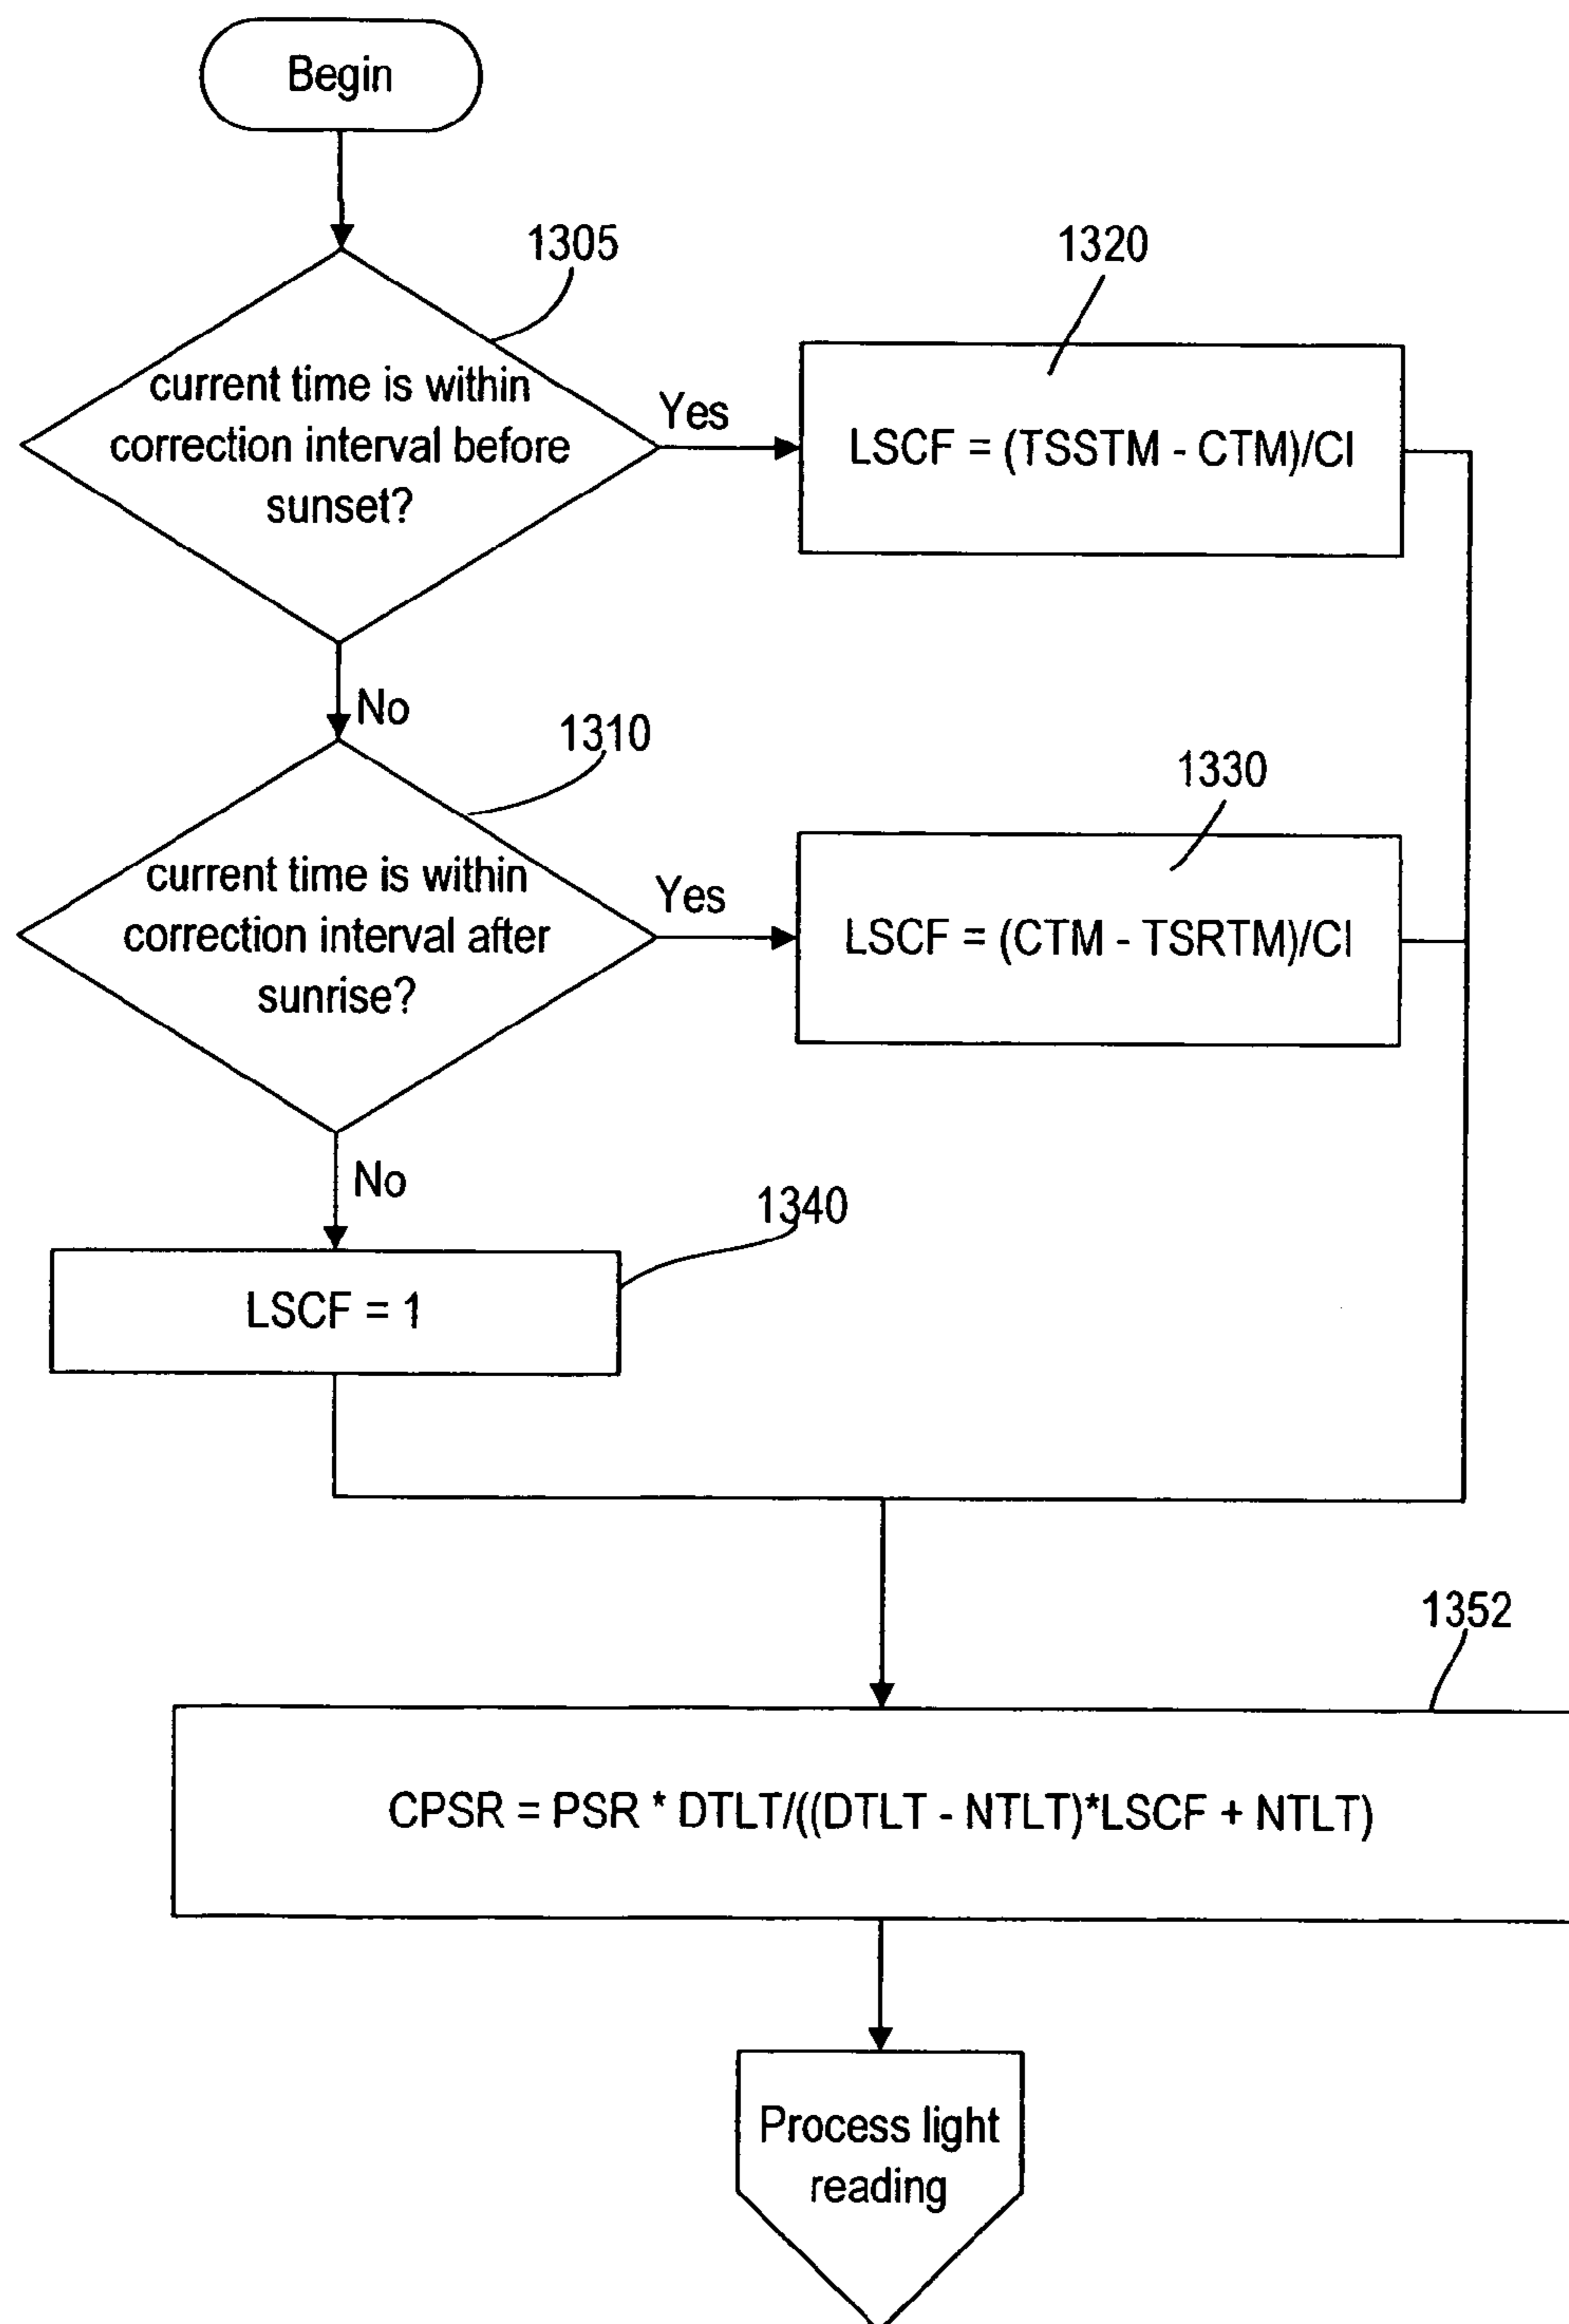 Begin
1305
current time is within
correction interval before
sunset?
Yes
1320
LSCF = (TSSTM - CTM)/CI
No
1310
current time is within
correction interval after
sunrise?
Yes
1330
LSCF = (CTM - TSRTM)/CI
No
1340
LSCF = 1
1352
CPSR = PSR * DTLT/((DTLT - NTLT)*LSCF + NTLT)
Process light
reading